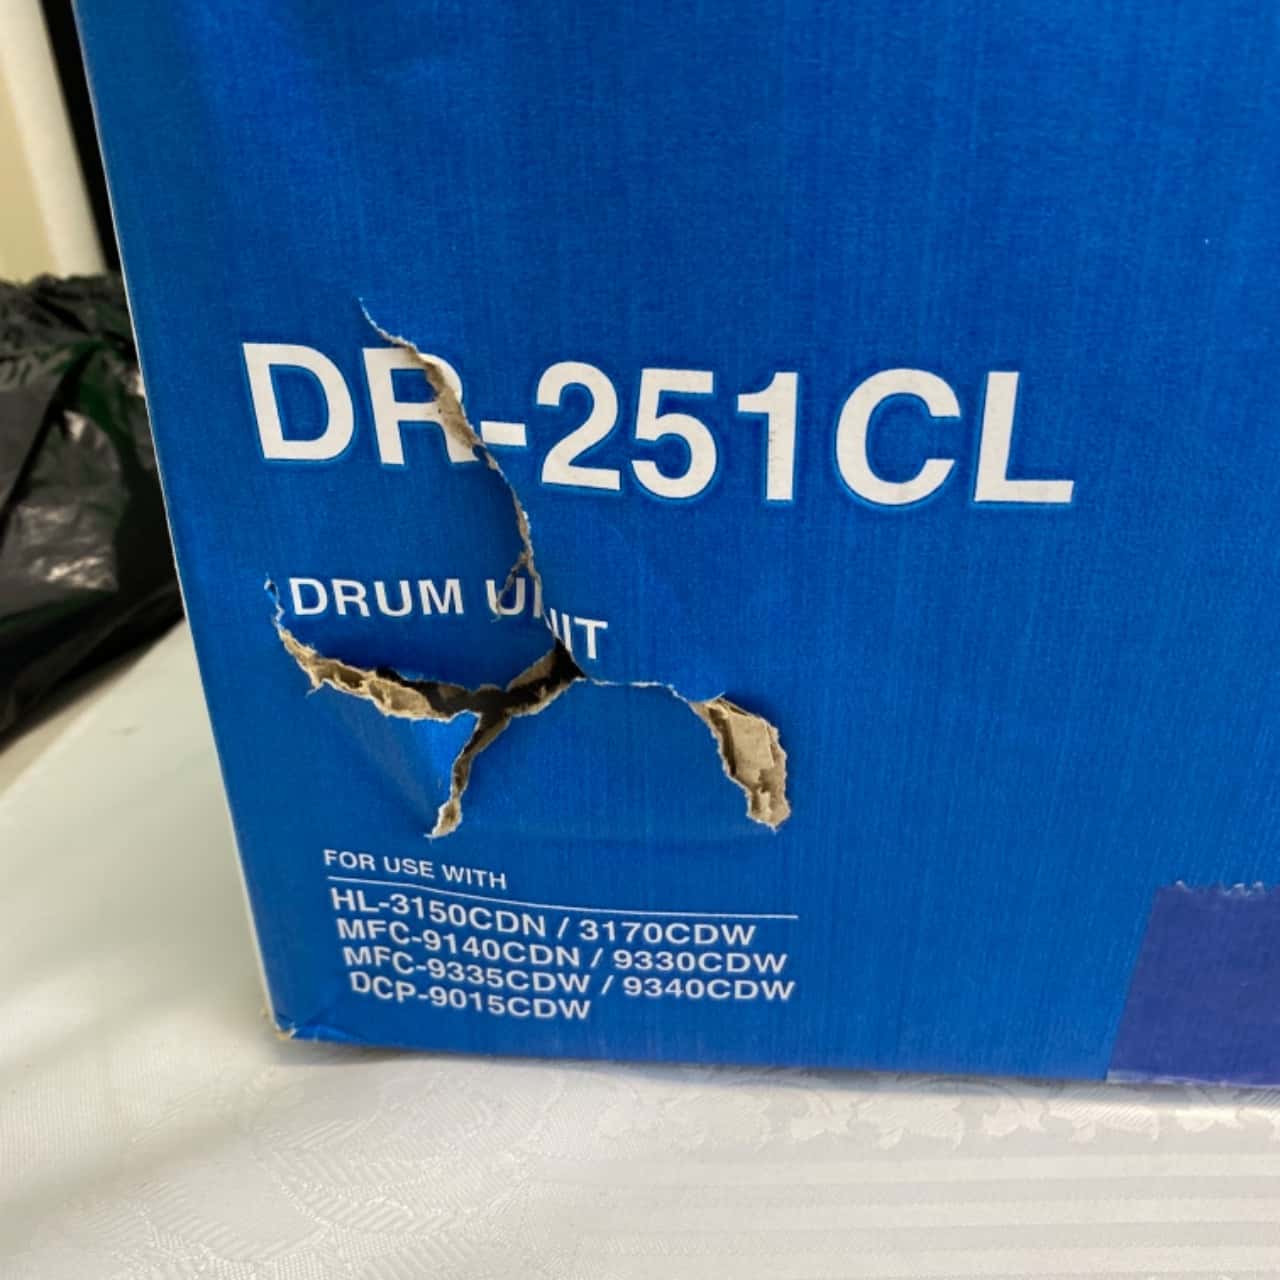 DR-251CL
DRUM UNIT
FOR USE WITH
HL-3150CDN / 3170CDW
MFC-9140CDN / 9330CDW
MFC-9335CDW / 9340CDW
DCP-9015CDW